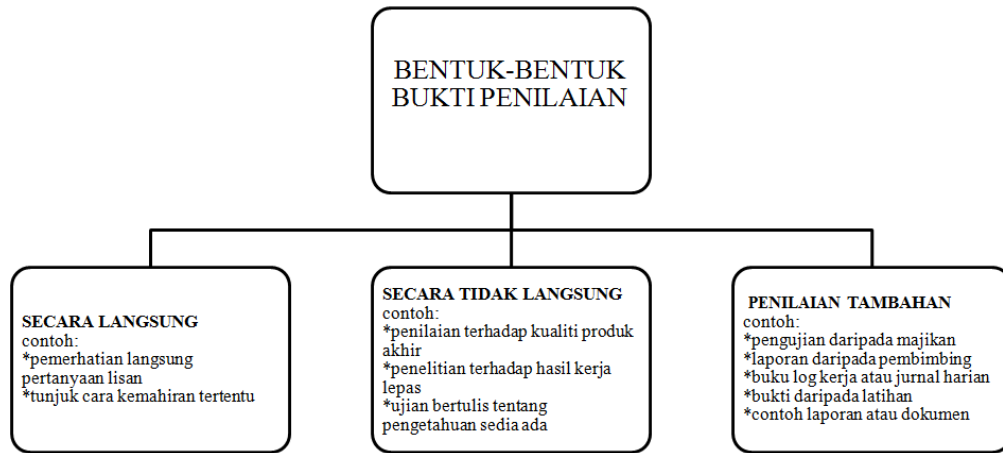 BENTUK-BENTUK
BUKTI PENILAIAN
SECARA LANGSUNG
contoh:
*pemerhatian langsung
pertanyaan lisan
*tunjuk cara kemahiran tertentu
SECARA TIDAK LANGSUNG
contoh:
*penilaian terhadap kualiti produk
akhir
*penelitian terhadap hasil kerja
lepas
*ujian bertulis tentang
pengetahuan sedia ada
PENILAIAN TAMBAHAN
contoh:
*pengujian daripada majikan
*laporan daripada pembimbing
*buku log kerja atau jurnal harian
*bukti daripada latihan
*contoh laporan atau dokumen